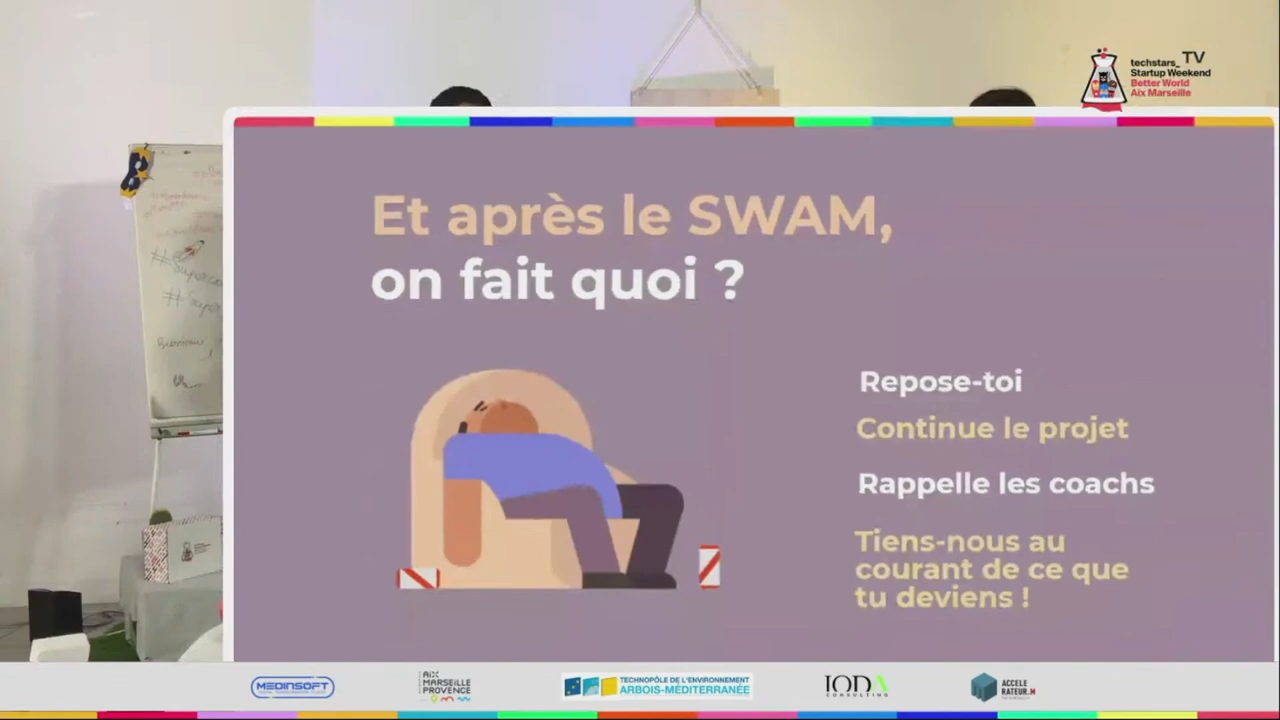 techstars_ TV
Startup Weekend
Better World
Aix Marseille
Et après le SWAM,
on fait quoi ?
Repose-toi
Continue le projet
Rappelle les coachs
Tiens-nous au
courant de ce que
tu deviens !
MEDINSOFT
AIX
MARSEILLE
PROVENCE
TECHNOPÔLE DE L'ENVIRONNEMENT
ARBOIS-MÉDITERRANÉE
IODA
CONSULTING
ACCELE
RATEUR.M